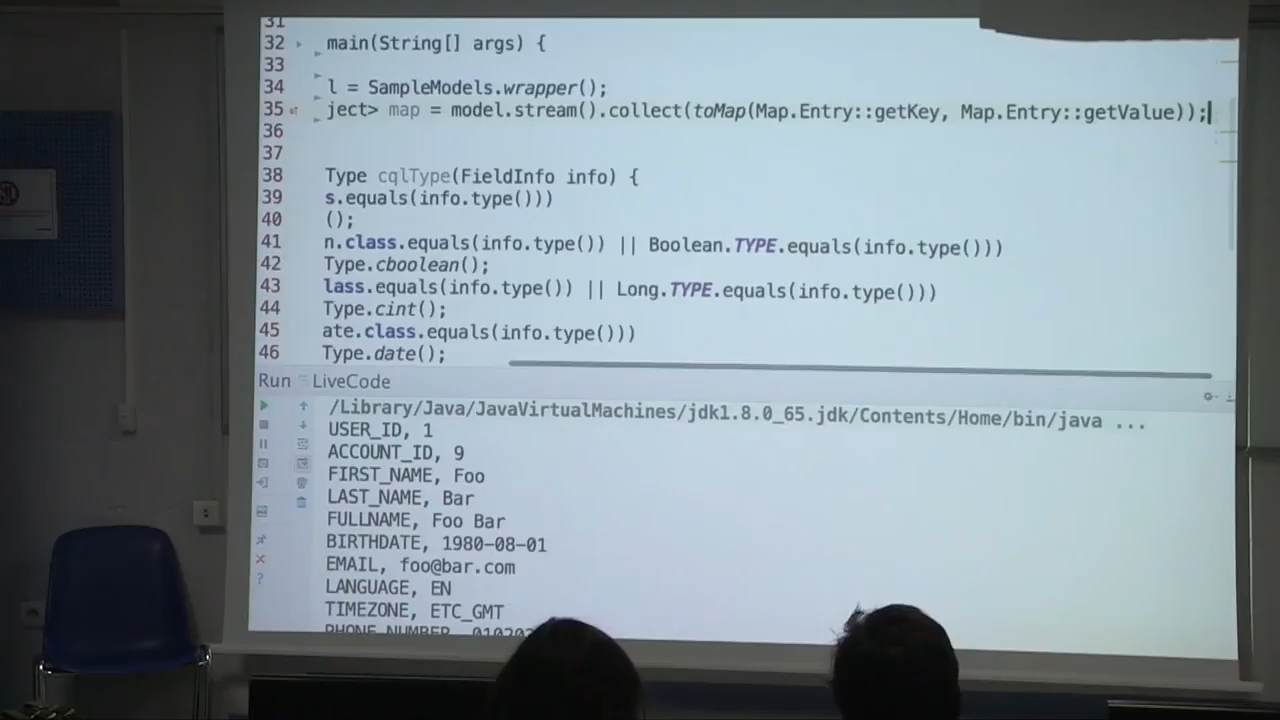 31
32 main(String[] args) {
33
34 l = SampleModels.wrapper();
35 ject> map = model.stream().collect(toMap(Map.Entry::getKey, Map.Entry::getValue));
36
37
38 Type cqlType(FieldInfo info) {
39 s.equals(info.type()))
40 ();
41 n.class.equals(info.type()) || Boolean.TYPE.equals(info.type()))
42 Type.cboolean();
43 lass.equals(info.type()) || Long.TYPE.equals(info.type()))
44 Type.cint();
45 ate.class.equals(info.type()))
46 Type.date();
Run LiveCode
/Library/Java/JavaVirtualMachines/jdk1.8.0_65.jdk/Contents/Home/bin/java ...
USER_ID, 1
ACCOUNT_ID, 9
FIRST_NAME, Foo
LAST_NAME, Bar
FULLNAME, Foo Bar
BIRTHDATE, 1980-08-01
EMAIL, foo@bar.com
LANGUAGE, EN
TIMEZONE, ETC_GMT
PHONE_NUMBER,